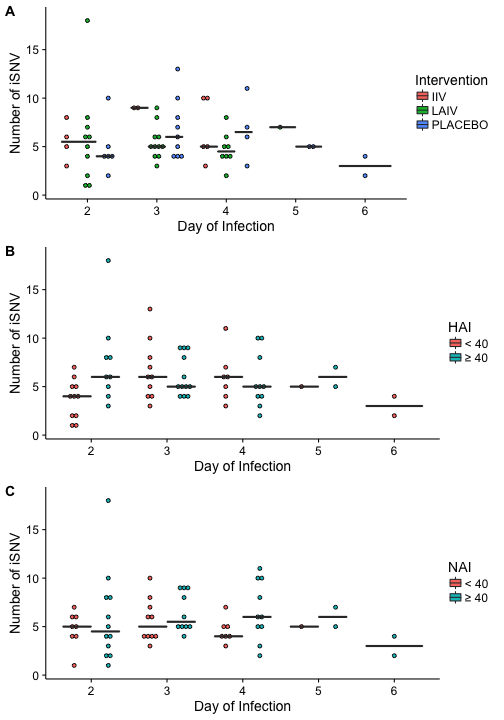 A
Number of iSNV
15
10
5
0
2 3 4 5 6
Day of Infection
Intervention
IIV
LAIV
PLACEBO
B
Number of iSNV
15
10
5
0
2 3 4 5 6
Day of Infection
HAI
< 40
≥ 40
C
Number of iSNV
15
10
5
0
2 3 4 5 6
Day of Infection
NAI
< 40
≥ 40